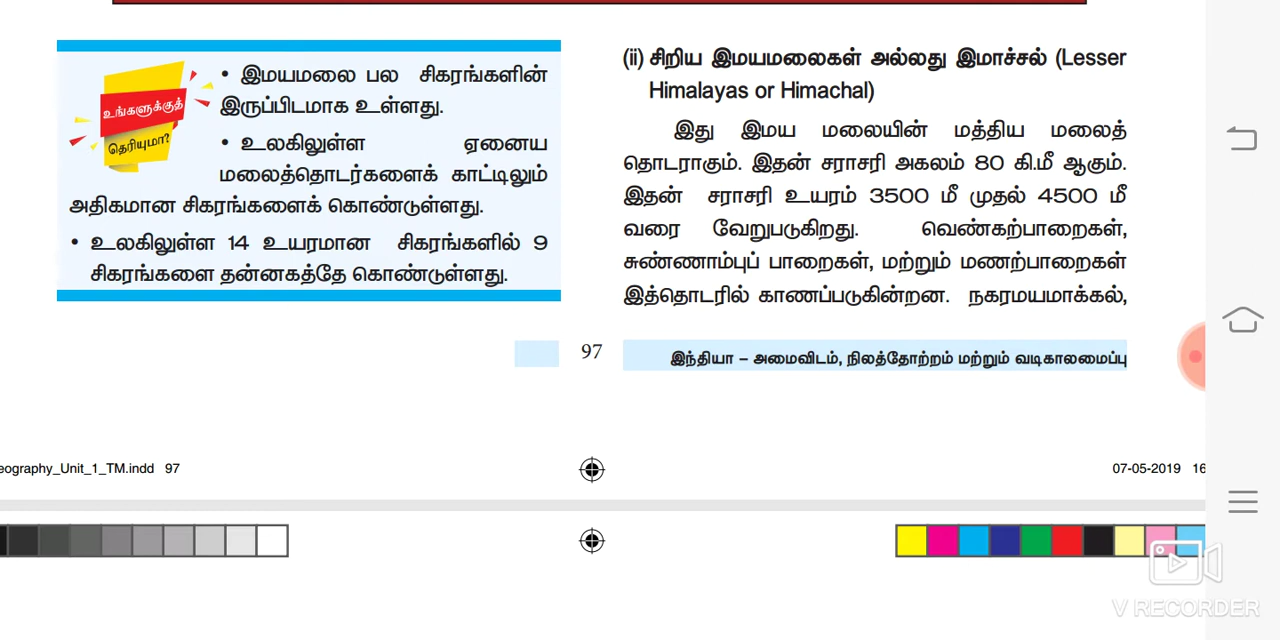 உங்களுக்குத்
தெரியுமா?
• இமயமலை பல சிகரங்களின்
இருப்பிடமாக உள்ளது.
• உலகிலுள்ள ஏனைய
மலைத்தொடர்களைக் காட்டிலும்
அதிகமான சிகரங்களைக் கொண்டுள்ளது.
• உலகிலுள்ள 14 உயரமான சிகரங்களில் 9
சிகரங்களை தன்னகத்தே கொண்டுள்ளது.
(ii) சிறிய இமயமலைகள் அல்லது இமாச்சல் (Lesser
Himalayas or Himachal)
இது இமய மலையின் மத்திய மலைத்
தொடராகும். இதன் சராசரி அகலம் 80 கி.மீ ஆகும்.
இதன் சராசரி உயரம் 3500 மீ முதல் 4500 மீ
வரை வேறுபடுகிறது. வெண்கற்பாறைகள்,
சுண்ணாம்புப் பாறைகள், மற்றும் மணற்பாறைகள்
இத்தொடரில் காணப்படுகின்றன. நகரமயமாக்கல்,
97
இந்தியா – அமைவிடம், நிலத்தோற்றம் மற்றும் வடிகாலமைப்பு
eography_Unit_1_TM.indd 97
07-05-2019 16
V RECORDER